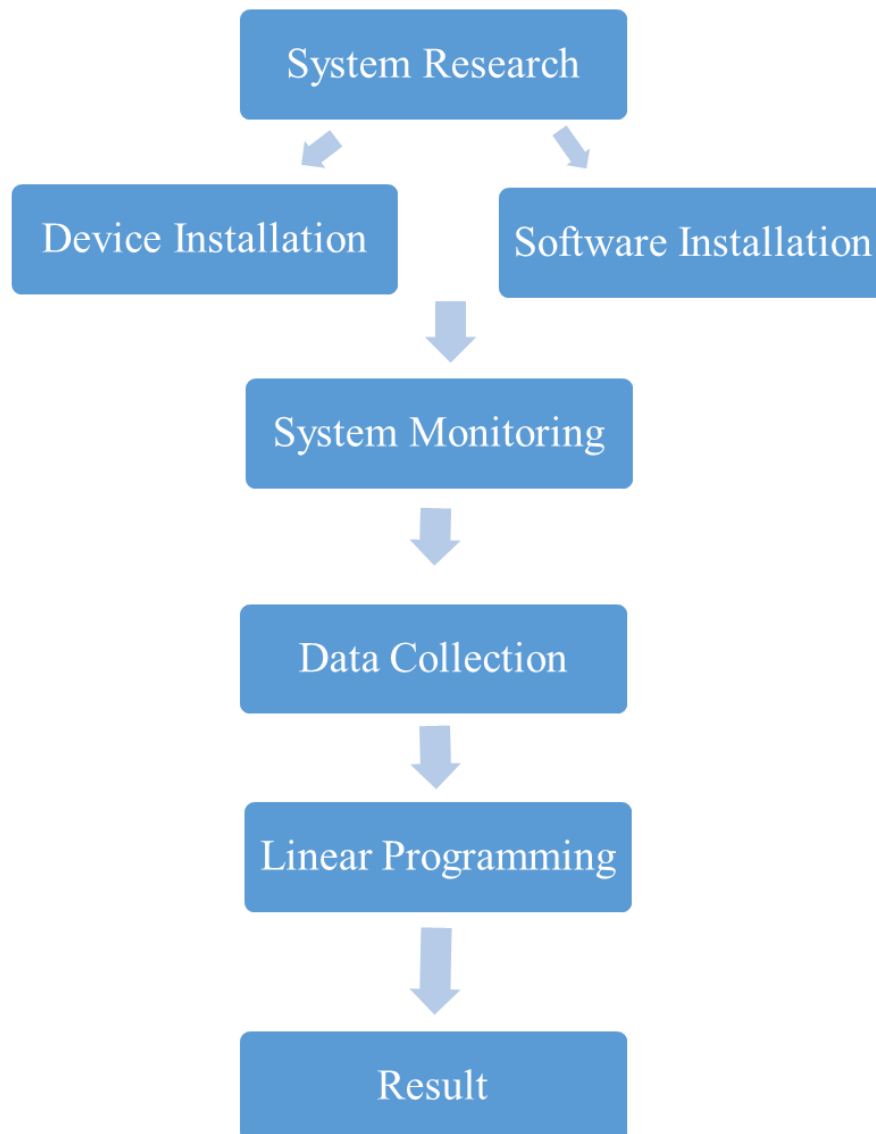 System Research
Device Installation
Software Installation
System Monitoring
Data Collection
Linear Programming
Result